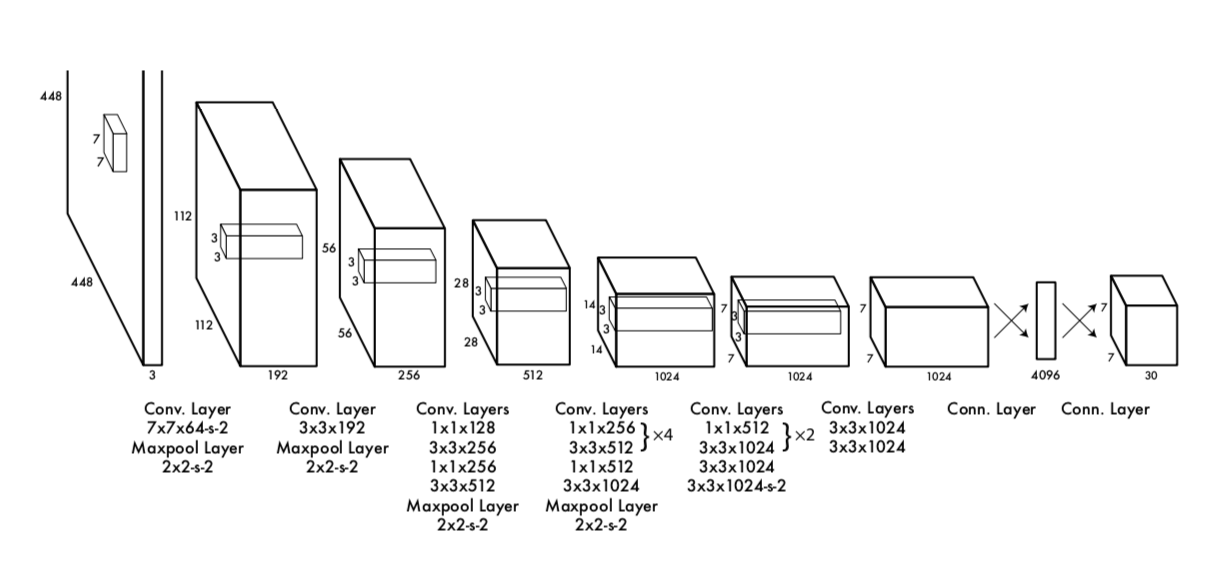 448
7
7
448
3
112
3
3
112
192
56
3
3
56
256
28
3
3
28
512
14
3
3
14
1024
7
3
3
7
1024
7
7
1024
4096
7
7
30
Conv. Layer
7x7x64-s-2
Maxpool Layer
2x2-s-2
Conv. Layer
3x3x192
Maxpool Layer
2x2-s-2
Conv. Layers
1x1x128
3x3x256
1x1x256
3x3x512
Maxpool Layer
2x2-s-2
Conv. Layers
1x1x256
3x3x512
}×4
1x1x512
3x3x1024
Maxpool Layer
2x2-s-2
Conv. Layers
1x1x512
3x3x1024
}×2
3x3x1024
3x3x1024-s-2
Conv. Layers
3x3x1024
3x3x1024
Conn. Layer
Conn. Layer